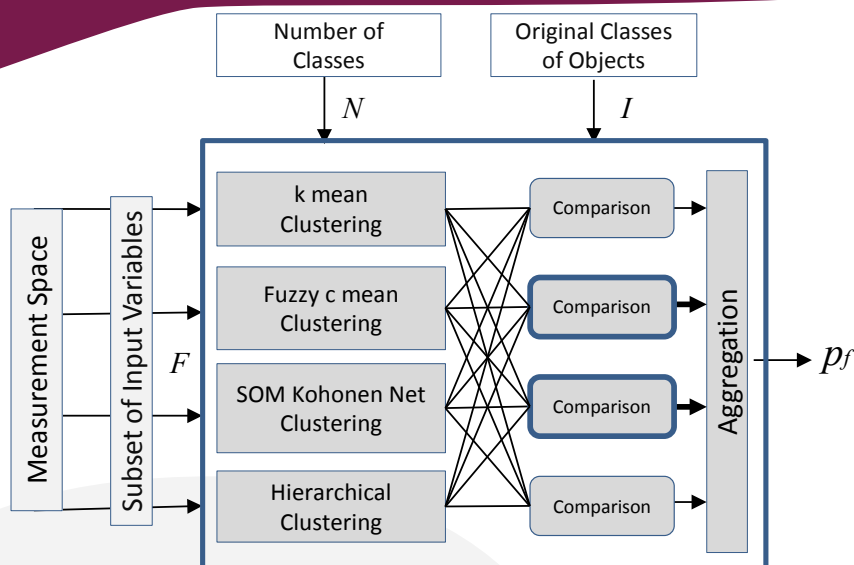 Number of
Classes
Original Classes
of Objects
N
I
Measurement Space
Subset of Input Variables
F
k mean
Clustering
Fuzzy c mean
Clustering
SOM Kohonen Net
Clustering
Hierarchical
Clustering
Comparison
Comparison
Comparison
Comparison
Aggregation
pf